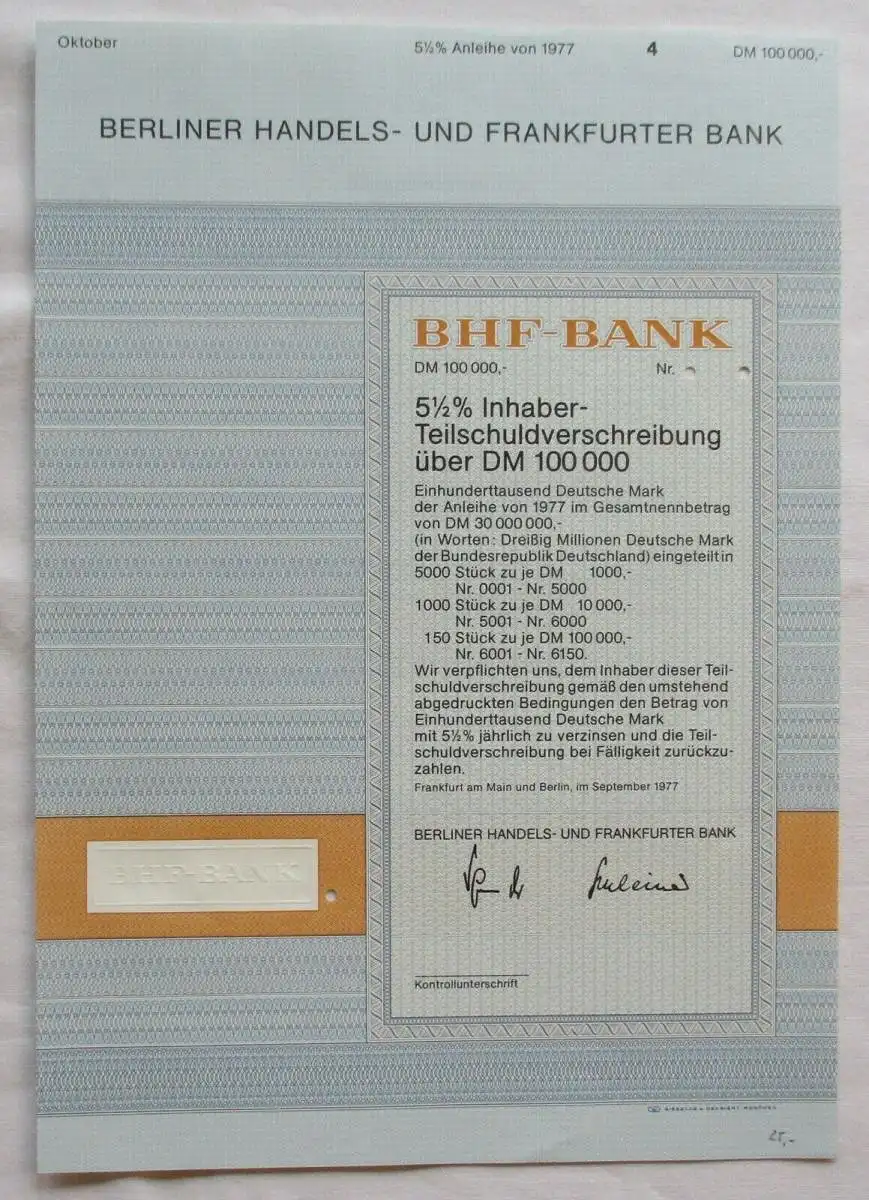 Oktober 5½% Anleihe von 1977 4 DM 100 000,-
BERLINER HANDELS- UND FRANKFURTER BANK
BHF-BANK
DM 100 000,- Nr.
5½% Inhaber-
Teilschuldverschreibung
über DM 100 000
Einhunderttausend Deutsche Mark
der Anleihe von 1977 im Gesamtnennbetrag
von DM 30 000 000,-
(in Worten: Dreißig Millionen Deutsche Mark
der Bundesrepublik Deutschland) eingeteilt in
5000 Stück zu je DM 1000,-
Nr. 0001 - Nr. 5000
1000 Stück zu je DM 10 000,-
Nr. 5001 - Nr. 6000
150 Stück zu je DM 100 000,-
Nr. 6001 - Nr. 6150.
Wir verpflichten uns, dem Inhaber dieser Teil-
schuldverschreibung gemäß den umstehend
abgedruckten Bedingungen den Betrag von
Einhunderttausend Deutsche Mark
mit 5½% jährlich zu verzinsen und die Teil-
schuldverschreibung bei Fälligkeit zurückzu-
zahlen.
Frankfurt am Main und Berlin, im September 1977
BERLINER HANDELS- UND FRANKFURTER BANK
BHF-BANK
Kontrollunterschrift
GIESECKE & DEVRIENT MÜNCHEN
25,-